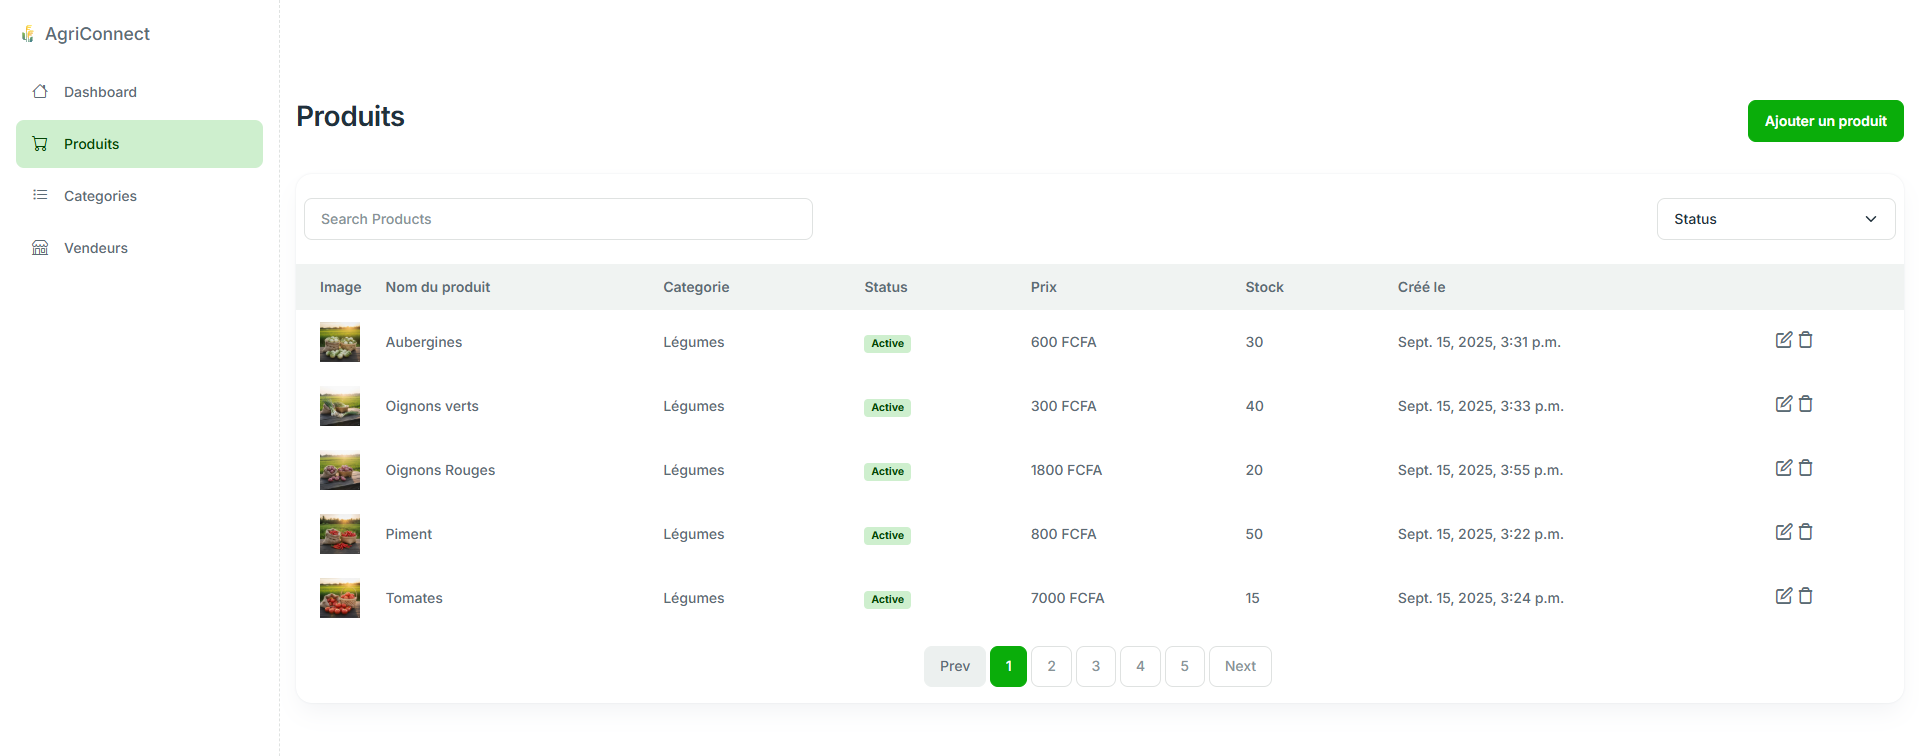 AgriConnect
Dashboard
Produits
Categories
Vendeurs
Produits
Ajouter un produit
Search Products
Status
Image Nom du produit Categorie Status Prix Stock Créé le
Aubergines Légumes Active 600 FCFA 30 Sept. 15, 2025, 3:31 p.m.
Oignons verts Légumes Active 300 FCFA 40 Sept. 15, 2025, 3:33 p.m.
Oignons Rouges Légumes Active 1800 FCFA 20 Sept. 15, 2025, 3:55 p.m.
Piment Légumes Active 800 FCFA 50 Sept. 15, 2025, 3:22 p.m.
Tomates Légumes Active 7000 FCFA 15 Sept. 15, 2025, 3:24 p.m.
Prev 1 2 3 4 5 Next